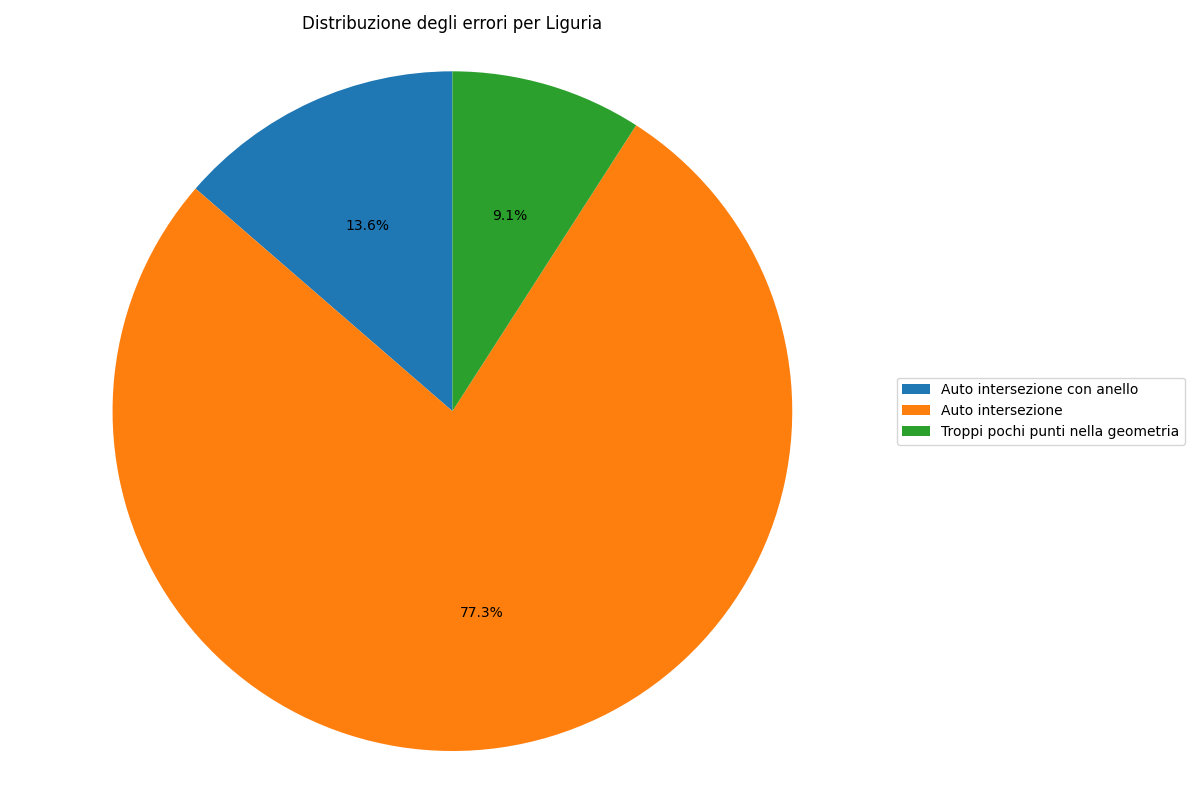 Distribuzione degli errori per Liguria
13.6%
9.1%
77.3%
Auto intersezione con anello
Auto intersezione
Troppi pochi punti nella geometria